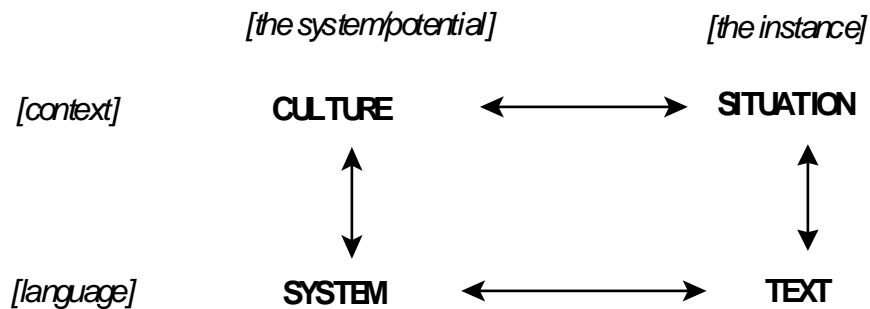 [the system/potential] [the instance]
[context] CULTURE SITUATION
[language] SYSTEM TEXT